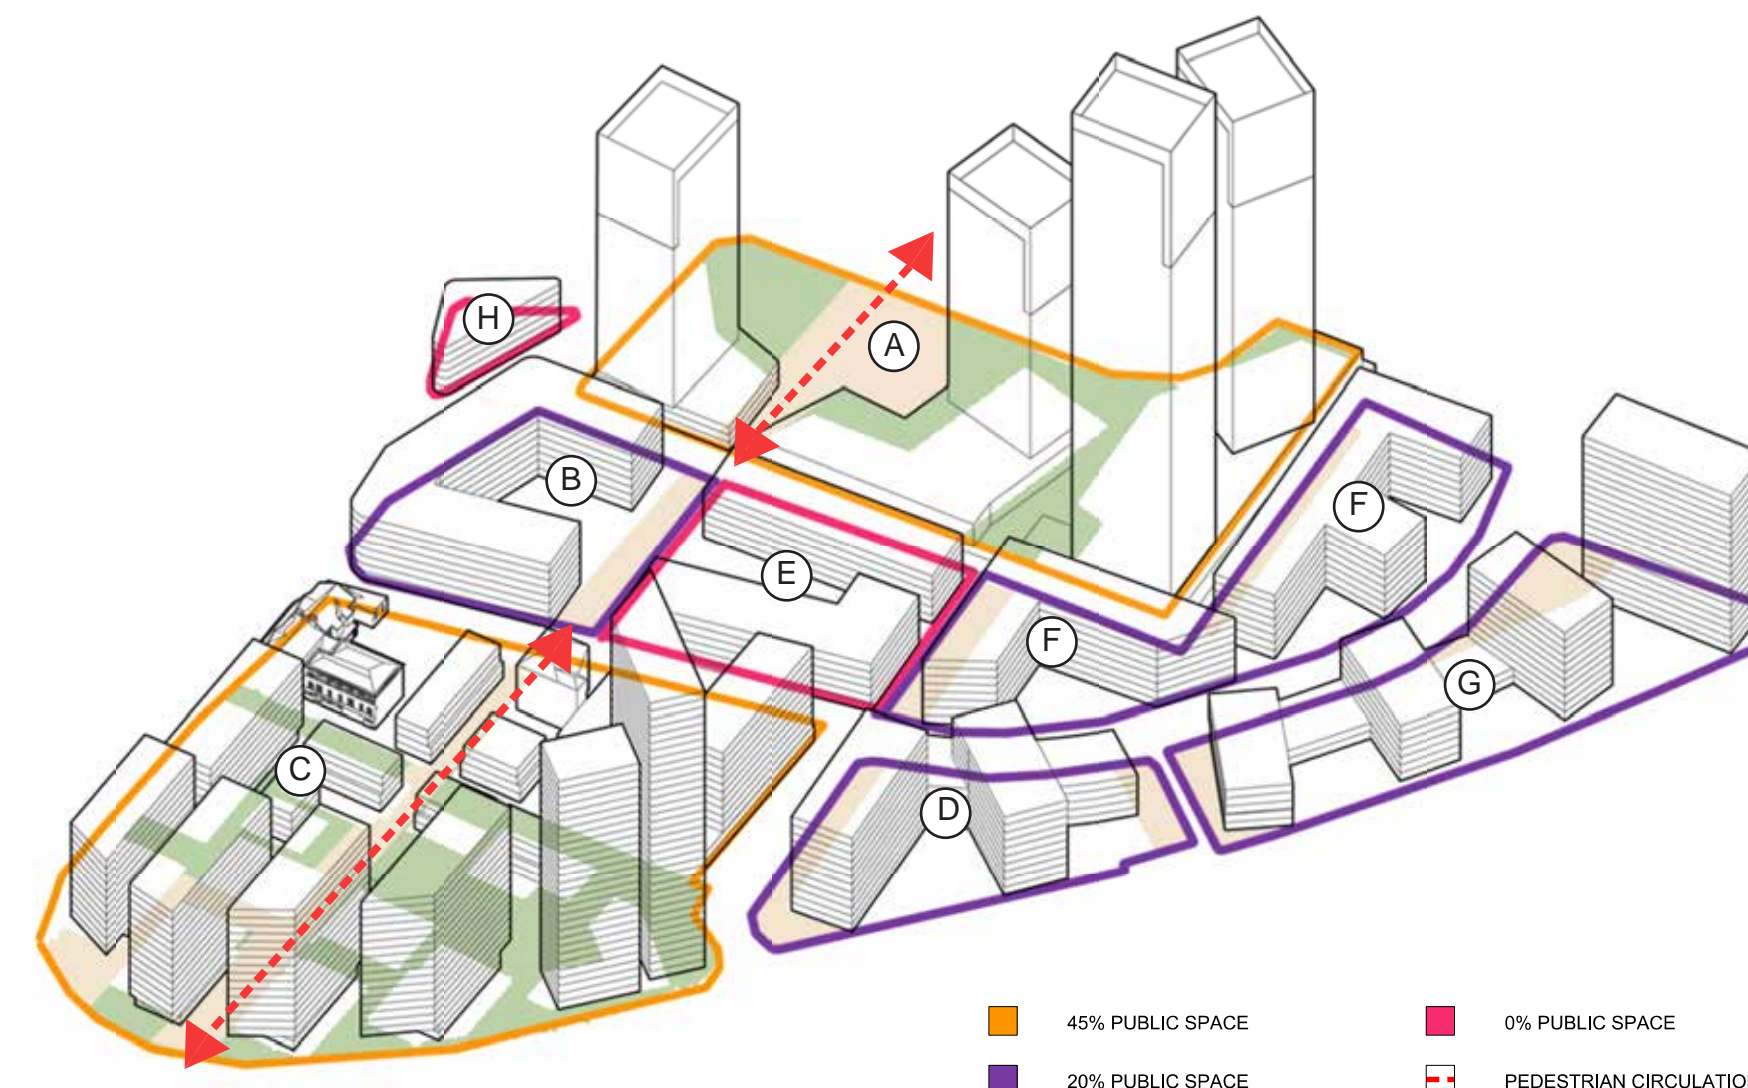 H
A
B
F
E
F
G
C
D
45% PUBLIC SPACE
0% PUBLIC SPACE
20% PUBLIC SPACE
PEDESTRIAN CIRCULATIO